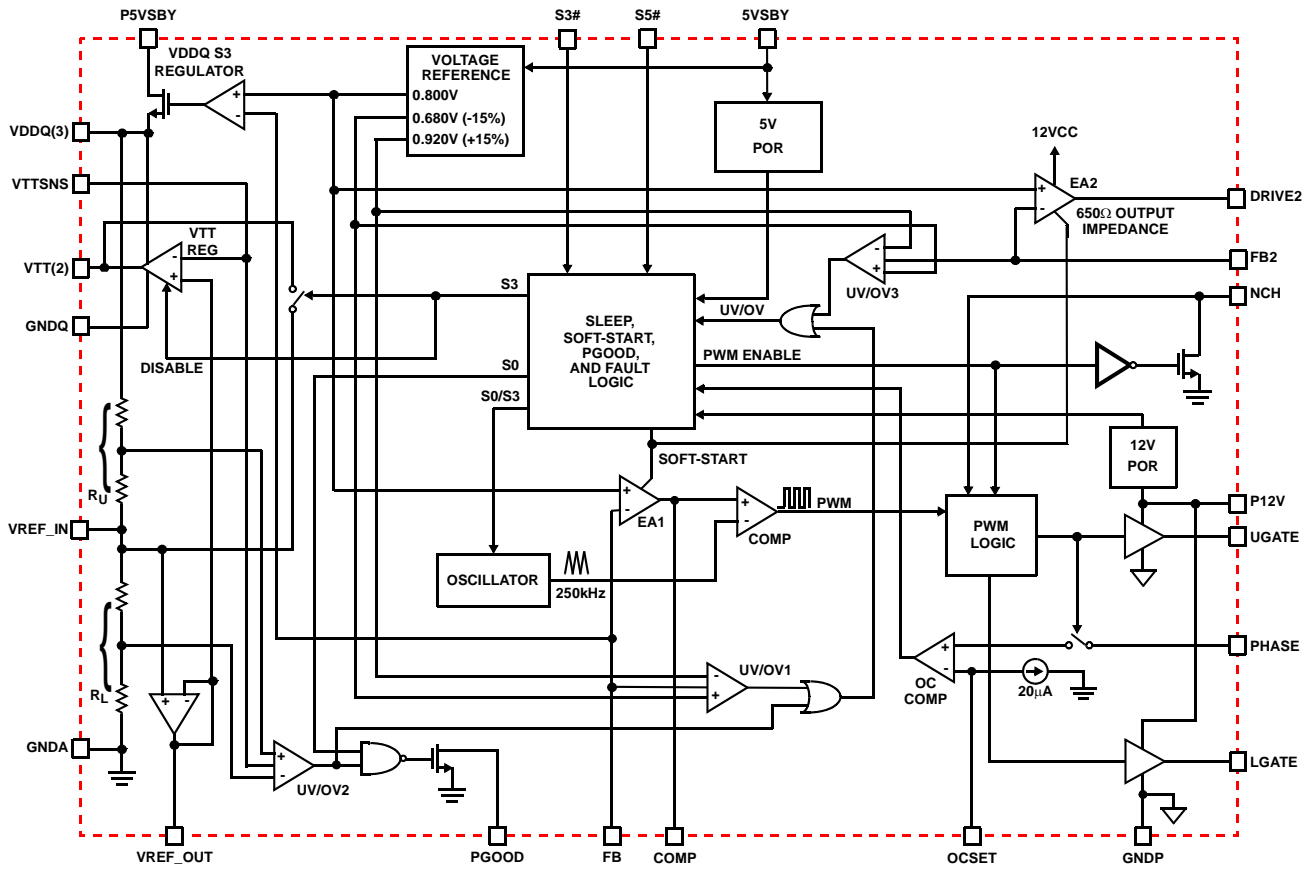 P5VSBY
S3#
S5#
5VSBY
VDDQ S3
REGULATOR
VOLTAGE
REFERENCE
0.800V
0.680V (-15%)
0.920V (+15%)
+
-
5V
POR
12VCC
VDDQ(3)
VTTSNS
+
-
EA2
DRIVE2
650Ω OUTPUT
IMPEDANCE
VTT
REG
-
+
VTT(2)
-
+
UV/OV3
FB2
S3
NCH
GNDQ
SLEEP,
SOFT-START,
PGOOD,
AND FAULT
LOGIC
UV/OV
PWM ENABLE
DISABLE
S0
S0/S3
12V
POR
SOFT-START
RU
+
-
EA1
+
-
COMP
PWM
PWM
LOGIC
P12V
VREF_IN
UGATE
OSCILLATOR
250kHz
PHASE
+
-
OC
COMP
20μA
UV/OV1
-
+
RL
+
-
GNDA
+
-
UV/OV2
LGATE
VREF_OUT
PGOOD
FB
COMP
OCSET
GNDP